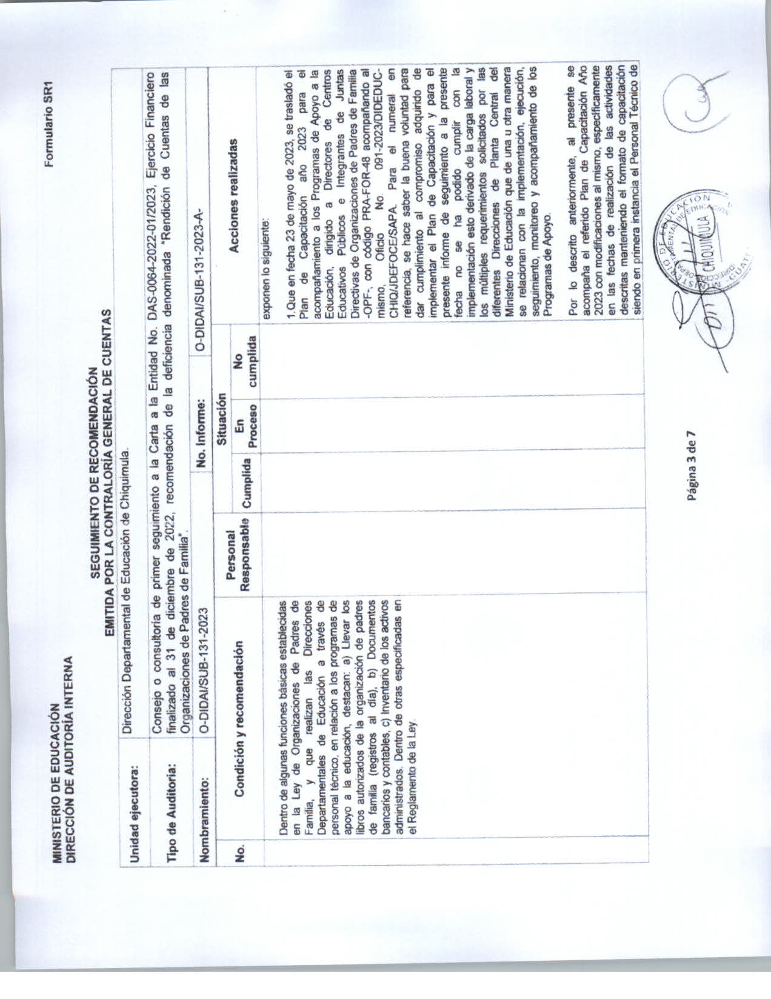 MINISTERIO DE EDUCACIÓN
DIRECCIÓN DE AUDITORÍA INTERNA
Formulario SR1
SEGUIMIENTO DE RECOMENDACIÓN
EMITIDA POR LA CONTRALORÍA GENERAL DE CUENTAS
Unidad ejecutora: Dirección Departamental de Educación de Chiquimula.
Tipo de Auditoria: Consejo o consultoría de primer seguimiento a la Carta a la Entidad No. DAS-0064-2022-01/2023, Ejercicio Financiero
finalizado al 31 de diciembre de 2022, recomendación de la deficiencia denominada "Rendición de Cuentas de las
Organizaciones de Padres de Familia".
Nombramiento: O-DIDAI/SUB-131-2023 No. Informe: O-DIDAI/SUB-131-2023-A-
No. Condición y recomendación
Personal
Responsable
Situación
Cumplida
En
Proceso
No
cumplida
Acciones realizadas
Dentro de algunas funciones básicas establecidas
en la Ley de Organizaciones de Padres de
Familia, y que realizan las Direcciones
Departamentales de Educación a través de
personal técnico, en relación a los programas de
apoyo a la educación, destacan: a) Llevar los
libros autorizados de la organización de padres
de familia (registros al día), b) Documentos
bancarios y contables, c) Inventario de los activos
administrados. Dentro de otras especificadas en
el Reglamento de la Ley.
exponen lo siguiente:
1.Que en fecha 23 de mayo de 2023, se trasladó el
Plan de Capacitación año 2023 para el
acompañamiento a los Programas de Apoyo a la
Educación, dirigido a Directores de Centros
Educativos Públicos e Integrantes de Juntas
Directivas de Organizaciones de Padres de Familia
-OPF-, con código PRA-FOR-48 acompañando al
mismo, Oficio No. 091-2023/DIDEDUC-
CHIQ/JDEFOCE/SAPA. Para el numeral en
referencia, se hace saber la buena voluntad para
dar cumplimiento al compromiso adquirido de
implementar el Plan de Capacitación y para el
presente informe de seguimiento a la presente
fecha no se ha podido cumplir con la
implementación esto derivado de la carga laboral y
los múltiples requerimientos solicitados por las
diferentes Direcciones de Planta Central del
Ministerio de Educación que de una u otra manera
se relacionan con la implementación, ejecución,
seguimiento, monitoreo y acompañamiento de los
Programas de Apoyo.
Por lo descrito anteriormente, al presente se
acompaña el referido Plan de Capacitación Año
2023 con modificaciones al mismo, específicamente
en las fechas de realización de las actividades
descritas manteniendo el formato de capacitación
siendo en primera instancia el Personal Técnico de
MINISTERIO DE EDUCACION
CHIQUIMULA
Página 3 de 7